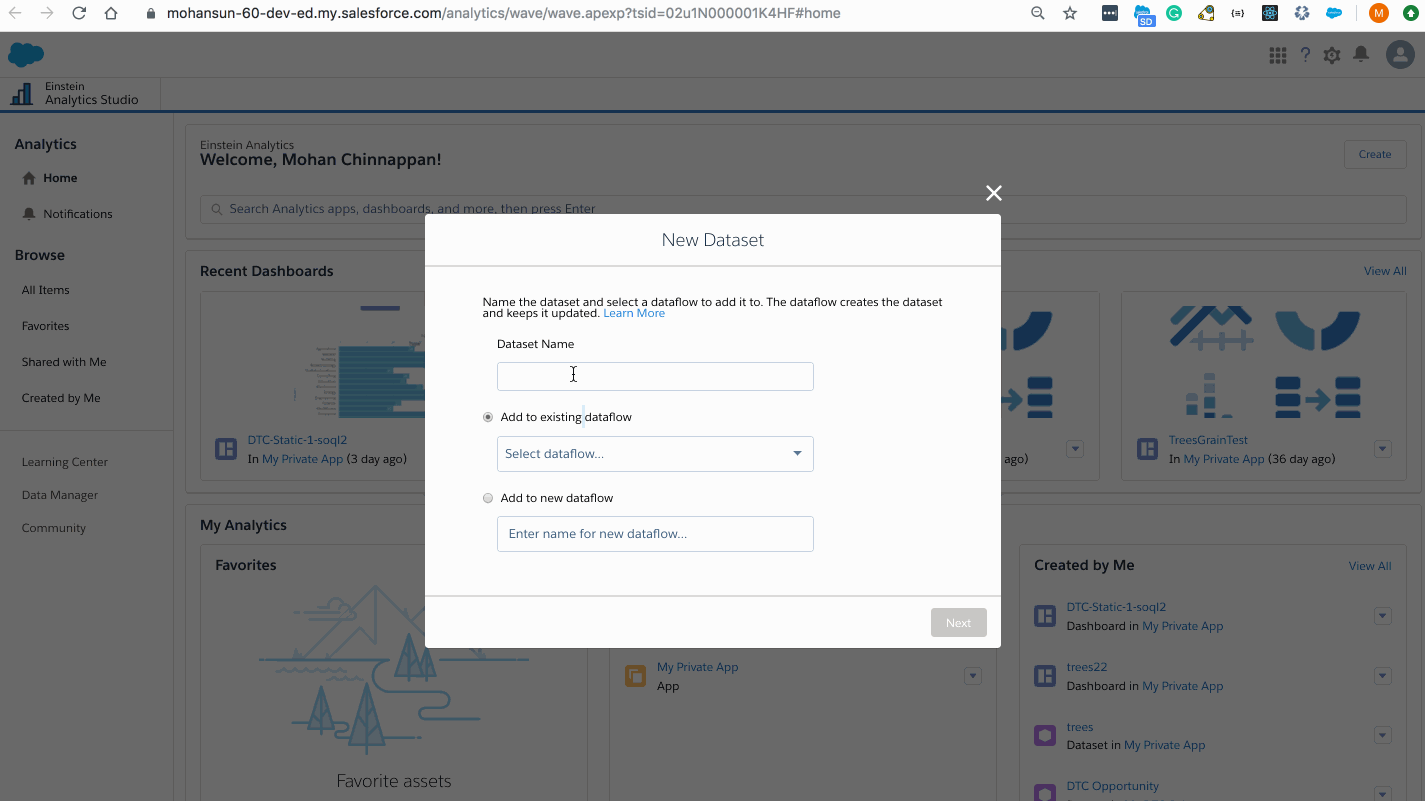 mohansun-60-dev-ed.my.salesforce.com/analytics/wave/wave.apexp?tsid=02u1N000001K4HF#home
SD
{=}
M
?
Einstein
Analytics Studio
Analytics
Home
Notifications
Browse
All Items
Favorites
Shared with Me
Created by Me
Learning Center
Data Manager
Community
Einstein Analytics
Welcome, Mohan Chinnappan!
Create
Search Analytics apps, dashboards, and more, then press Enter
Recent Dashboards
View All
DTC-Static-1-soql2
In My Private App (3 day ago)
ago)
TreesGrainTest
In My Private App (36 day ago)
New Dataset
Name the dataset and select a dataflow to add it to. The dataflow creates the dataset
and keeps it updated. Learn More
Dataset Name
Add to existing dataflow
Select dataflow...
Add to new dataflow
Enter name for new dataflow...
Next
My Analytics
Favorites
Favorite assets
My Private App
App
Created by Me
View All
DTC-Static-1-soql2
Dashboard in My Private App
trees22
Dashboard in My Private App
trees
Dataset in My Private App
DTC Opportunity